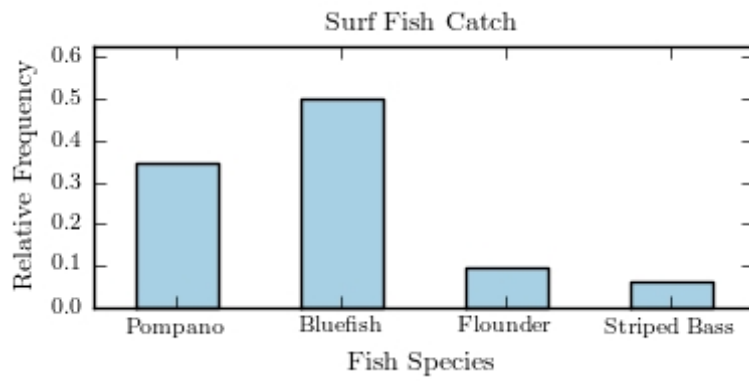 Surf Fish Catch
Relative Frequency
0.6
0.5
0.4
0.3
0.2
0.1
0.0
Pompano Bluefish Flounder Striped Bass
Fish Species